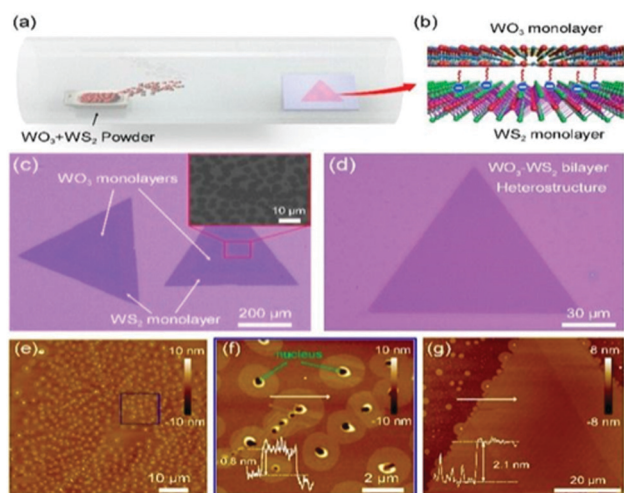 (a)
WO3+WS2 Powder
(b)
WO3 monolayer
WS2 monolayer
(c)
WO3 monolayers
10 μm
WS2 monolayer
200 μm
(d)
WO3-WS2 bilayer
Heterostructure
30 μm
(e)
10 nm
-10 nm
10 μm
(f)
nucleus
10 nm
-10 nm
0.8 nm
2 μm
(g)
8 nm
-8 nm
2.1 nm
20 μm